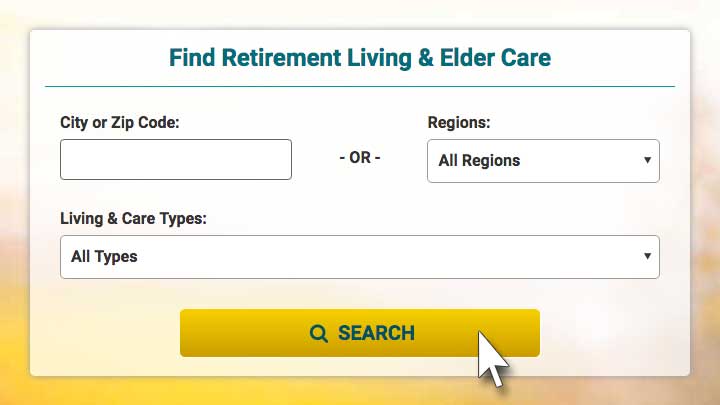 Find Retirement Living & Elder Care
City or Zip Code:
Regions:
- OR -
All Regions
Living & Care Types:
All Types
SEARCH